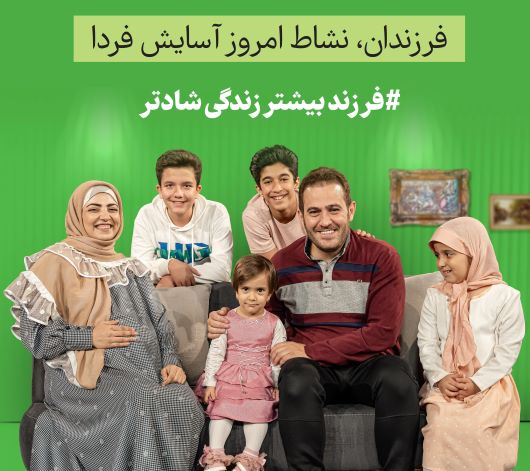 فرزندان، نشاط امروز آسایش فردا
#فرزند بیشتر زندگی شادتر